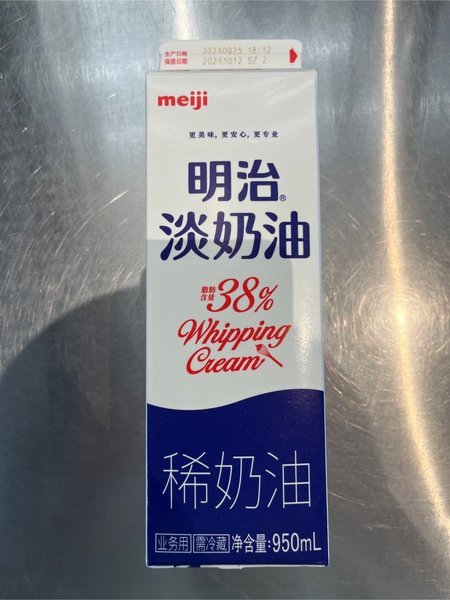 生产日期 20240925 18:12
保质日期 20241012 SZ 2
meiji
更美味，更安心，更专业
明治®
淡奶油
脂肪含量 38%
Whipping
Cream
稀奶油
业务用 需冷藏 净含量:950mL